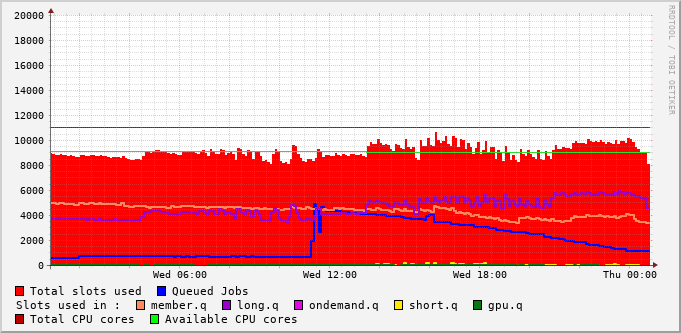 RRDTOOL / TOBI OETIKER
20000
18000
16000
14000
12000
10000
8000
6000
4000
2000
0
Wed 06:00 Wed 12:00 Wed 18:00 Thu 00:00
Total slots used Queued Jobs
Slots used in : member.q long.q ondemand.q short.q gpu.q
Total CPU cores Available CPU cores